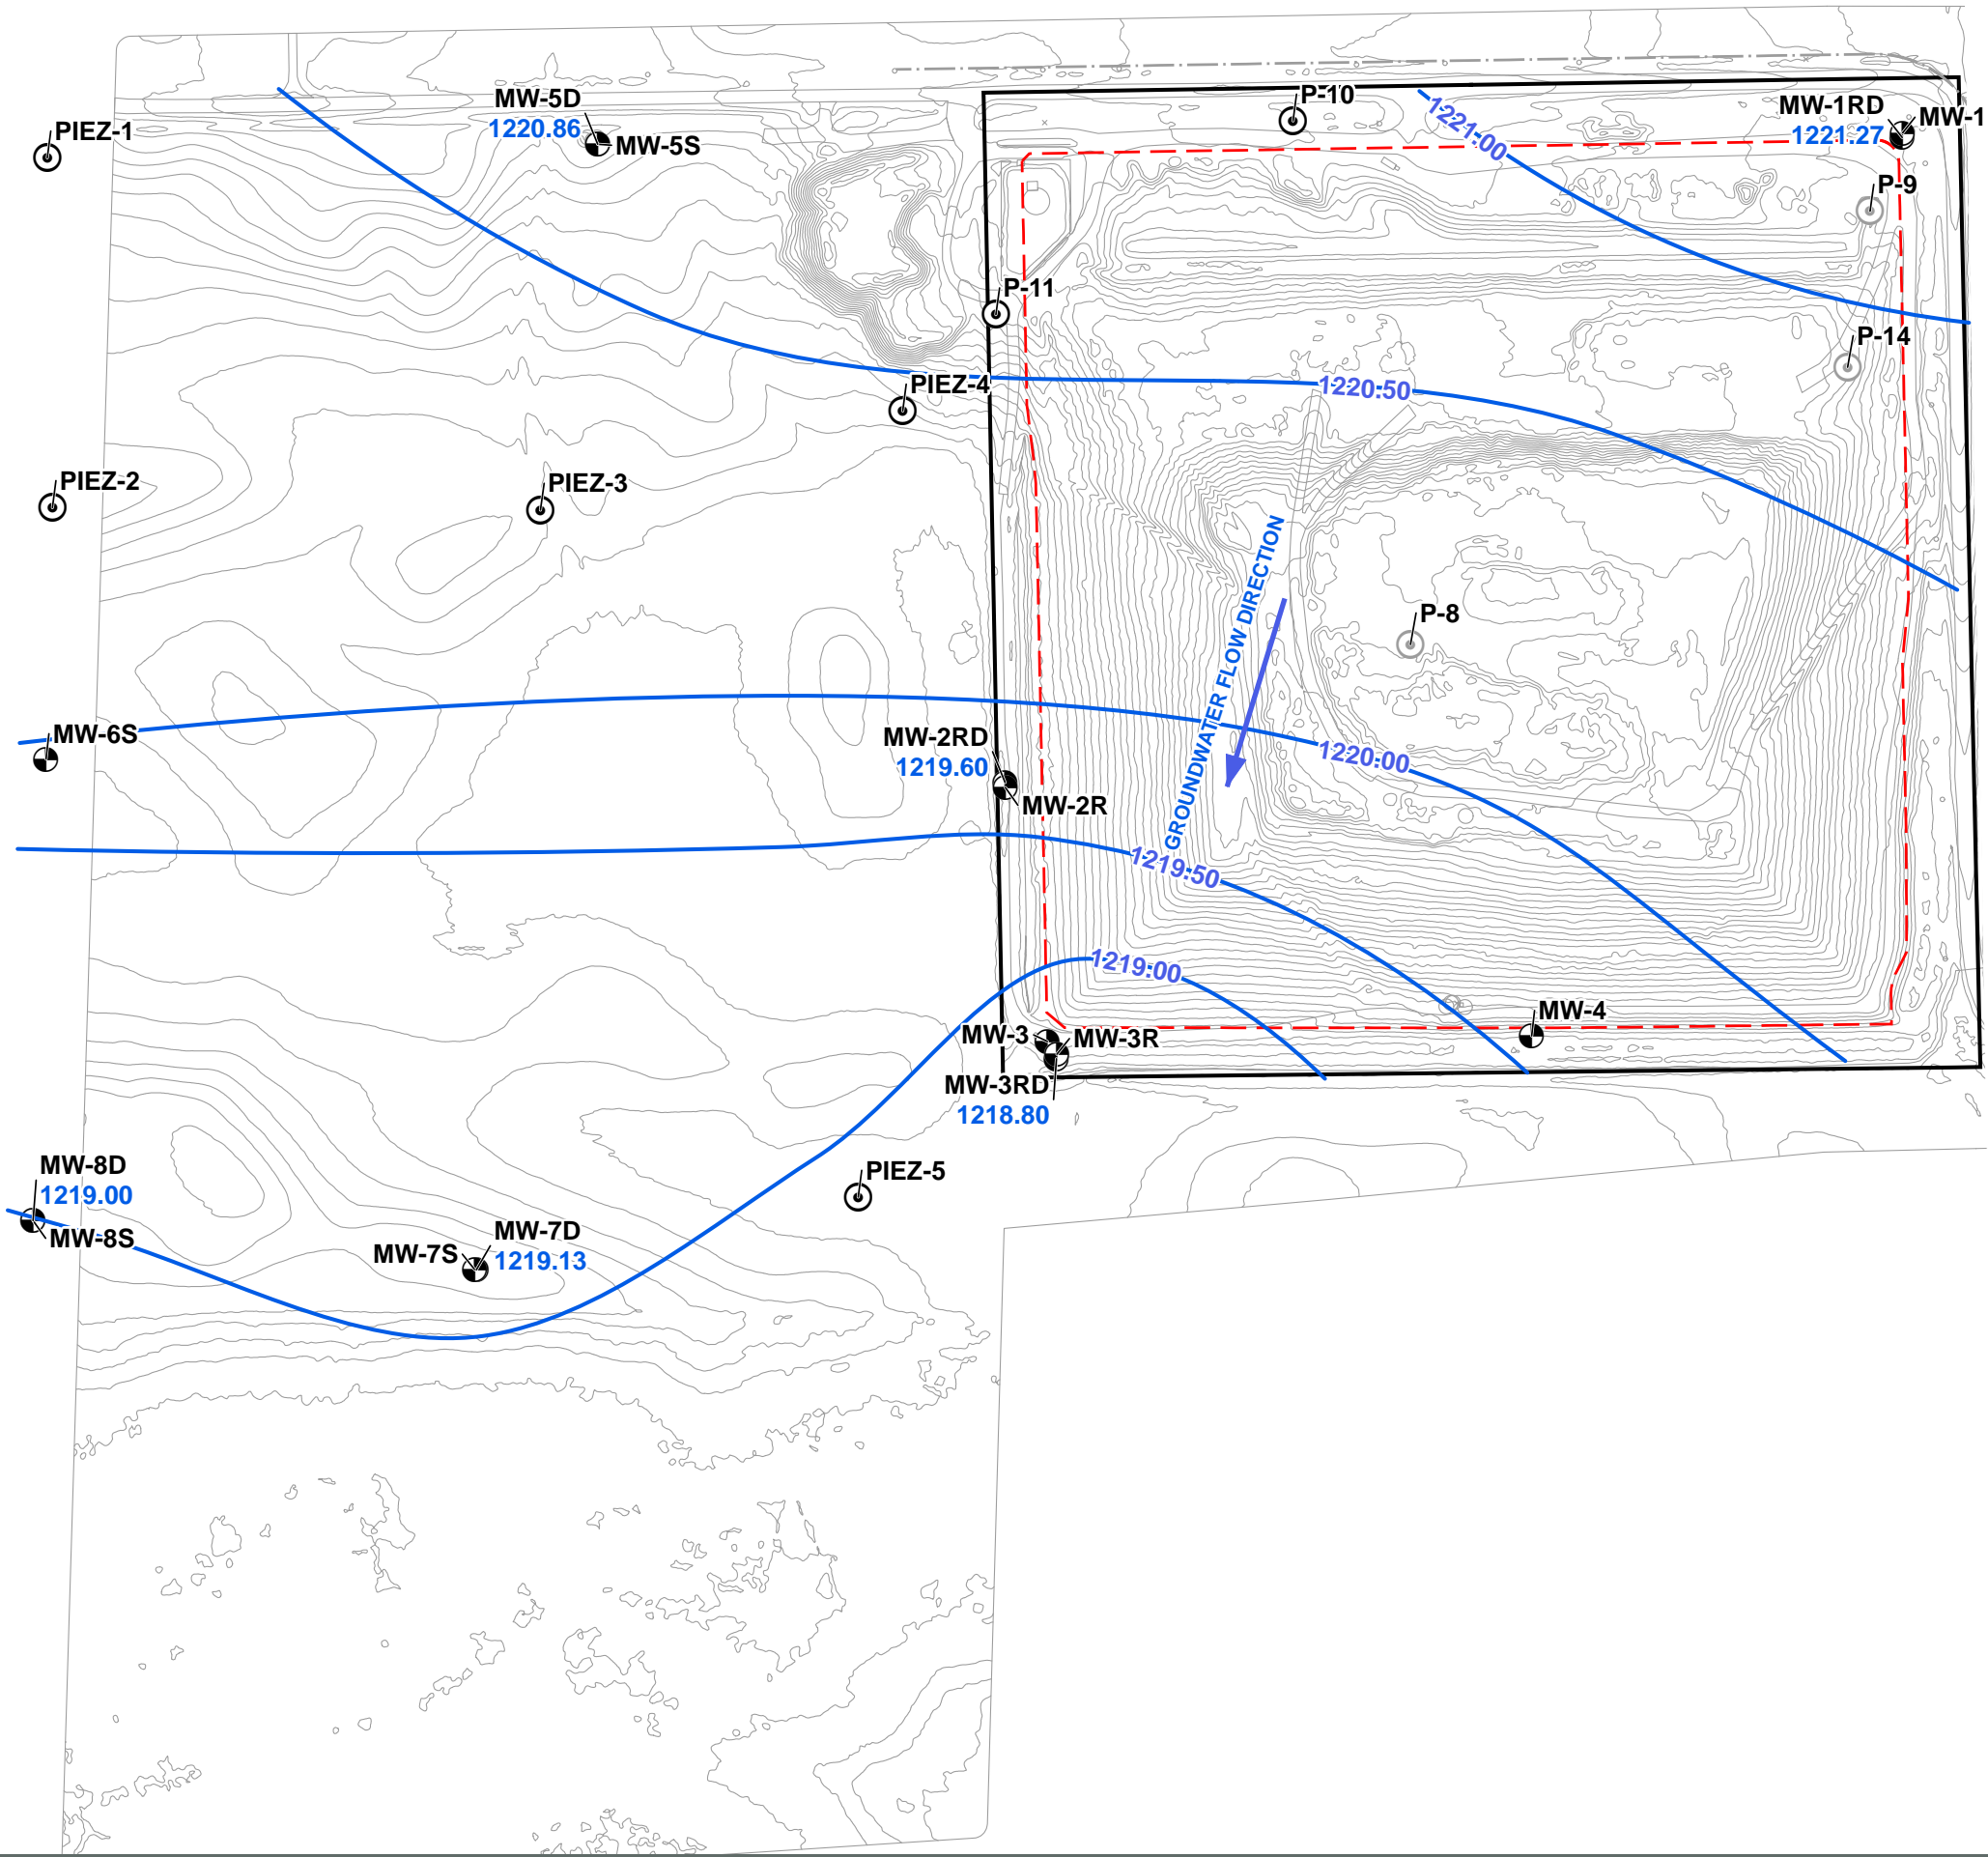 P-10
MW-5D
1220.86
MW-5S
1221.00
MW-1RD
1221.27
MW-1
PIEZ-1
P-9
P-11
P-14
PIEZ-4
1220.50
PIEZ-2
PIEZ-3
GROUNDWATER FLOW DIRECTION
P-8
MW-6S
MW-2RD
1219.60
1220.00
MW-2R
1219.50
1219.00
MW-4
MW-3
MW-3R
MW-3RD
1218.80
MW-8D
1219.00
PIEZ-5
MW-8S
MW-7D
MW-7S
1219.13